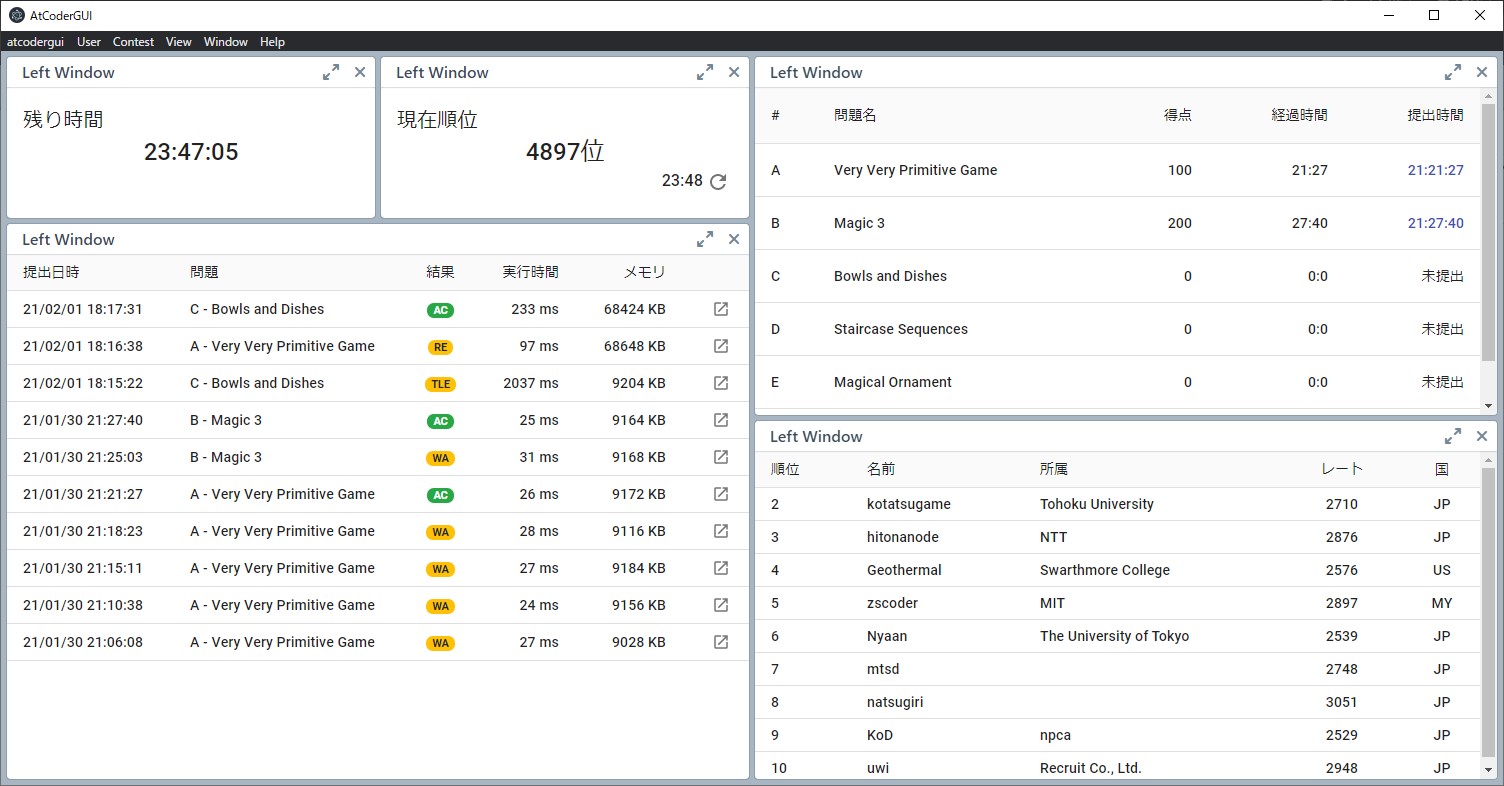 AtCoderGUI
atcodergui User Contest View Window Help
Left Window
残り時間
23:47:05
Left Window
現在順位
4897位
23:48
Left Window
提出日時 問題 結果 実行時間 メモリ
21/02/01 18:17:31 C - Bowls and Dishes AC 233 ms 68424 KB
21/02/01 18:16:38 A - Very Very Primitive Game RE 97 ms 68648 KB
21/02/01 18:15:22 C - Bowls and Dishes TLE 2037 ms 9204 KB
21/01/30 21:27:40 B - Magic 3 AC 25 ms 9164 KB
21/01/30 21:25:03 B - Magic 3 WA 31 ms 9168 KB
21/01/30 21:21:27 A - Very Very Primitive Game AC 26 ms 9172 KB
21/01/30 21:18:23 A - Very Very Primitive Game WA 28 ms 9116 KB
21/01/30 21:15:11 A - Very Very Primitive Game WA 27 ms 9184 KB
21/01/30 21:10:38 A - Very Very Primitive Game WA 24 ms 9156 KB
21/01/30 21:06:08 A - Very Very Primitive Game WA 27 ms 9028 KB
Left Window
# 問題名 得点 経過時間 提出時間
A Very Very Primitive Game 100 21:27 21:21:27
B Magic 3 200 27:40 21:27:40
C Bowls and Dishes 0 0:0 未提出
D Staircase Sequences 0 0:0 未提出
E Magical Ornament 0 0:0 未提出
Left Window
順位 名前 所属 レート 国
2 kotatsugame Tohoku University 2710 JP
3 hitonanode NTT 2876 JP
4 Geothermal Swarthmore College 2576 US
5 zscoder MIT 2897 MY
6 Nyaan The University of Tokyo 2539 JP
7 mtsd 2748 JP
8 natsugiri 3051 JP
9 KoD npca 2529 JP
10 uwi Recruit Co., Ltd. 2948 JP